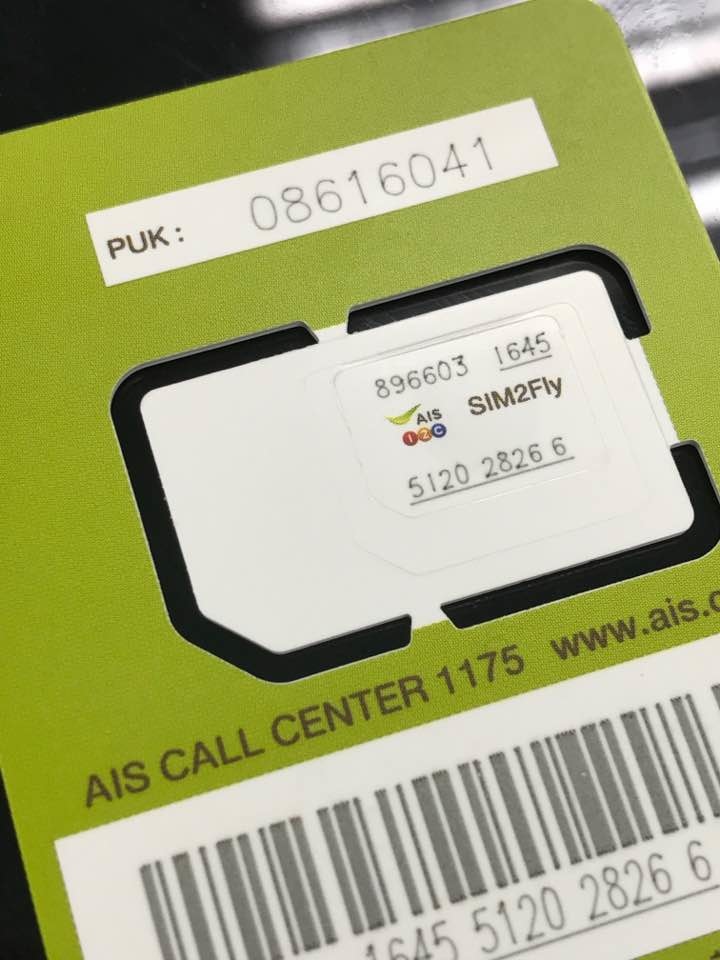 PUK: 08616041
896603 1645
AIS SIM2Fly
12C
5120 2826 6
AIS CALL CENTER 1175 www.ais.c
1645 5120 2826 6